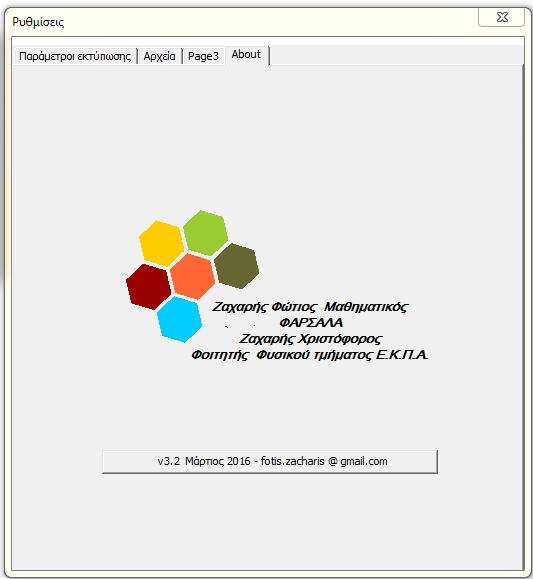 Ρυθμίσεις
Παράμετροι εκτύπωσης Αρχεία Page3 About
Ζαχαρής Φώτιος Μαθηματικός
ΦΑΡΣΑΛΑ
Ζαχαρής Χριστόφορος
Φοιτητής Φυσικού τμήματος Ε.Κ.Π.Α.
v3.2 Μάρτιος 2016 - fotis.zacharis @ gmail.com